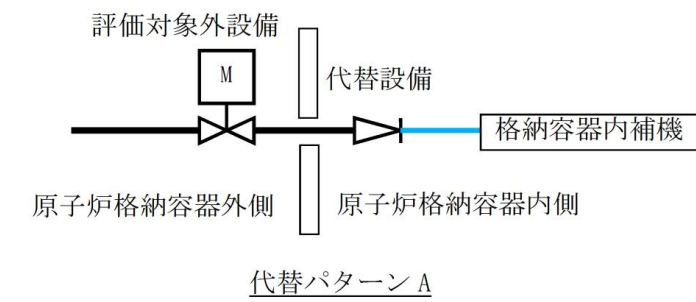 評価対象外設備
M
代替設備
格納容器内補機
原子炉格納容器外側
原子炉格納容器内側
代替パターン A